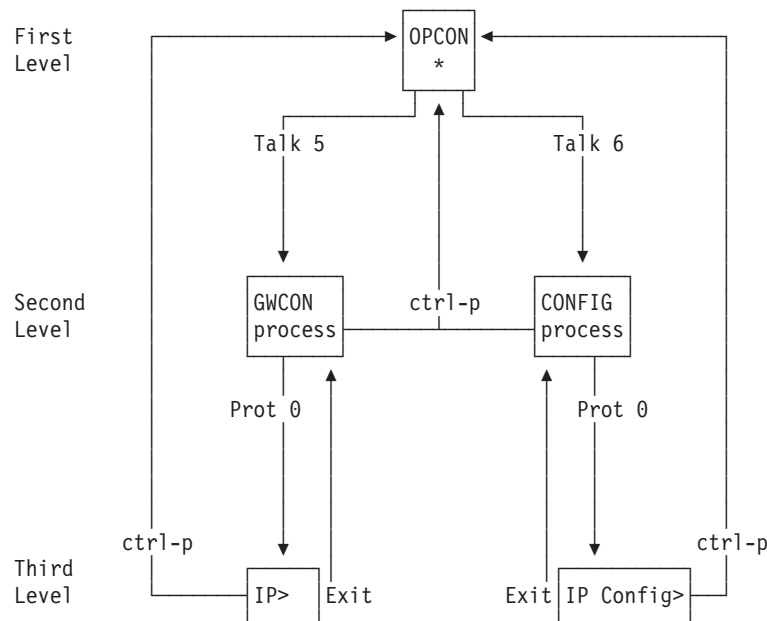 First
Level
OPCON
*
Talk 5
Talk 6
Second
Level
GWCON
process
ctrl-p
CONFIG
process
Prot 0
Prot 0
ctrl-p
ctrl-p
Third
Level
IP>
Exit
Exit
IP Config>